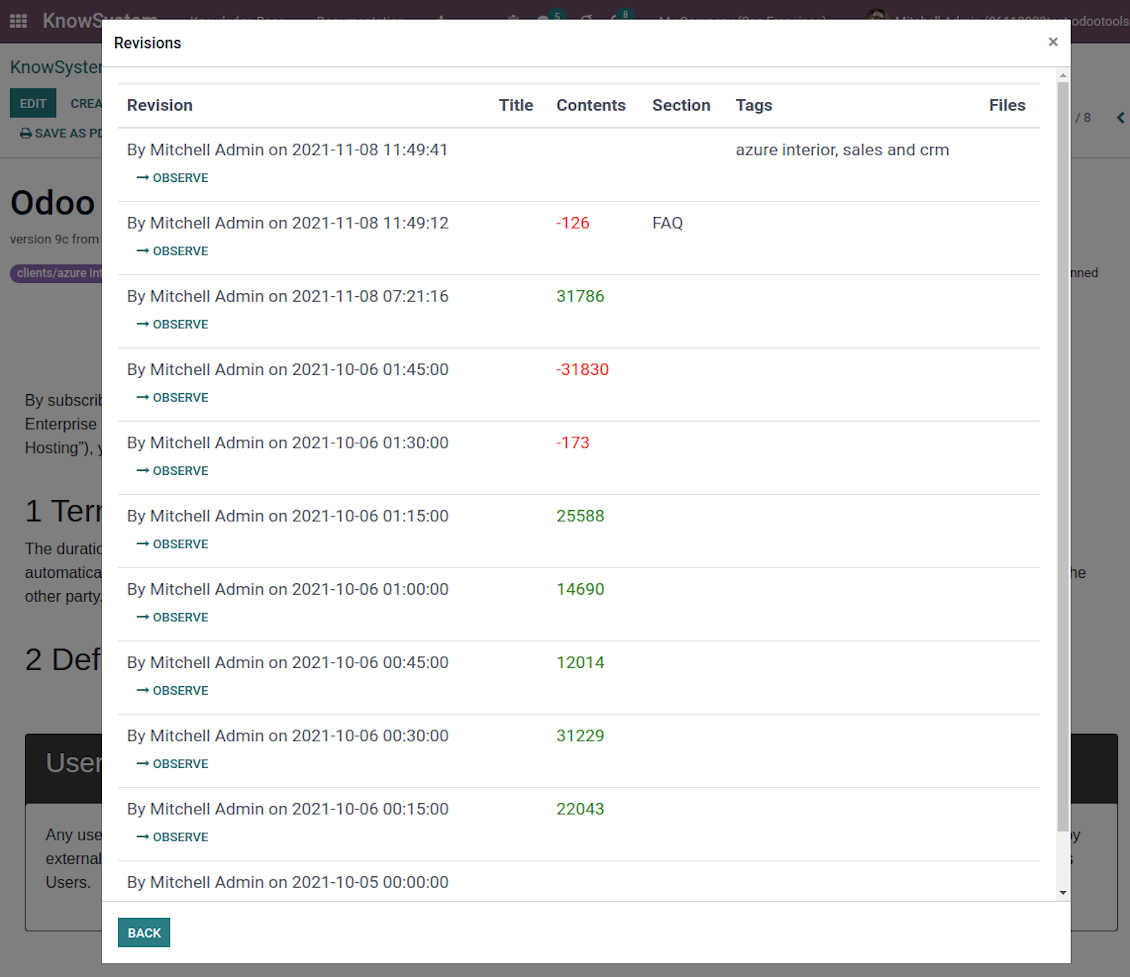 KnowSystem
5
8
odootools
Revisions
×
KnowSyster
EDIT
CREA
SAVE AS PD
/ 8
Odoo
version 9c from
clients/azure int
nned
Revision Title Contents Section Tags Files
By Mitchell Admin on 2021-11-08 11:49:41 azure interior, sales and crm
→ OBSERVE
By Mitchell Admin on 2021-11-08 11:49:12 -126 FAQ
→ OBSERVE
By Mitchell Admin on 2021-11-08 07:21:16 31786
→ OBSERVE
By Mitchell Admin on 2021-10-06 01:45:00 -31830
→ OBSERVE
By Mitchell Admin on 2021-10-06 01:30:00 -173
→ OBSERVE
By Mitchell Admin on 2021-10-06 01:15:00 25588
→ OBSERVE
By Mitchell Admin on 2021-10-06 01:00:00 14690
→ OBSERVE
By Mitchell Admin on 2021-10-06 00:45:00 12014
→ OBSERVE
By Mitchell Admin on 2021-10-06 00:30:00 31229
→ OBSERVE
By Mitchell Admin on 2021-10-06 00:15:00 22043
→ OBSERVE
By Mitchell Admin on 2021-10-05 00:00:00
By subscrib
Enterprise
Hosting”), y
1 Terr
The duratic
automatica
he
other party.
2 Def
User
Any use
by
external
s
Users.
BACK